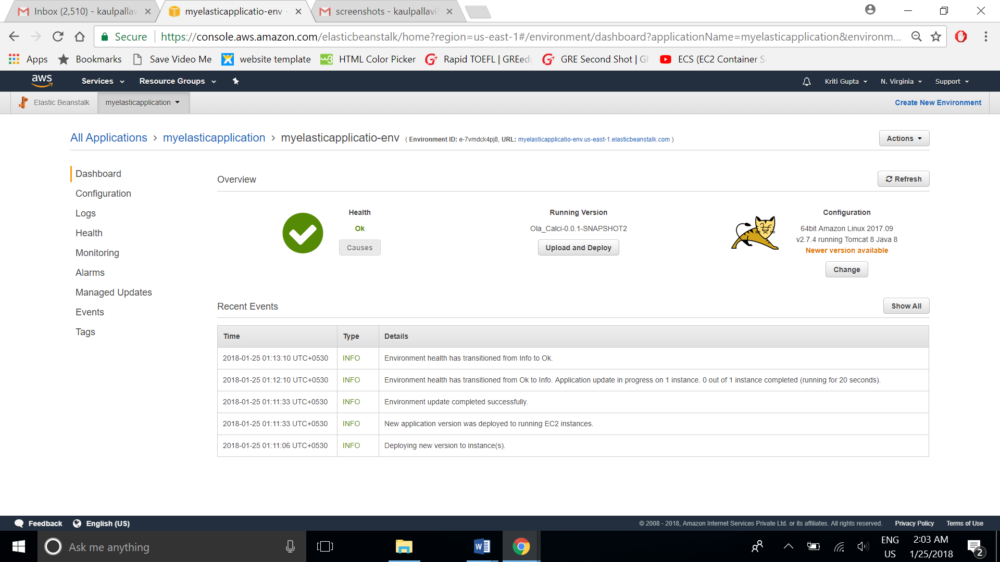 Inbox (2,510) - kaulpallav
myelasticapplicatio-env -
screenshots - kaulpallavi
Secure
https://console.aws.amazon.com/elasticbeanstalk/home?region=us-east-1#/environment/dashboard?applicationName=myelasticapplication&environm...
Apps
Bookmarks
Save Video Me
website template
HTML Color Picker
Rapid TOEFL | GREed
GRE Second Shot | GR
ECS (EC2 Container S
aws
Services
Resource Groups
Kriti Gupta
N. Virginia
Support
Elastic Beanstalk
myelasticapplication
Create New Environment
All Applications > myelasticapplication > myelasticapplicatio-env ( Environment ID: e-7vmdck4pj8, URL: myelasticapplicatio-env.us-east-1.elasticbeanstalk.com )
Actions
Dashboard
Configuration
Logs
Health
Monitoring
Alarms
Managed Updates
Events
Tags
Overview
Refresh
Health
Ok
Causes
Running Version
Ola_Calci-0.0.1-SNAPSHOT2
Upload and Deploy
Configuration
64bit Amazon Linux 2017.09
v2.7.4 running Tomcat 8 Java 8
Newer version available
Change
Recent Events
Show All
Time Type Details
2018-01-25 01:13:10 UTC+0530 INFO Environment health has transitioned from Info to Ok.
2018-01-25 01:12:10 UTC+0530 INFO Environment health has transitioned from Ok to Info. Application update in progress on 1 instance. 0 out of 1 instance completed (running for 20 seconds).
2018-01-25 01:11:33 UTC+0530 INFO Environment update completed successfully.
2018-01-25 01:11:33 UTC+0530 INFO New application version was deployed to running EC2 instances.
2018-01-25 01:11:06 UTC+0530 INFO Deploying new version to instance(s).
Feedback
English (US)
© 2008 - 2018, Amazon Internet Services Private Ltd. or its affiliates. All rights reserved.
Privacy Policy
Terms of Use
Ask me anything
ENG
US
2:03 AM
1/25/2018
2